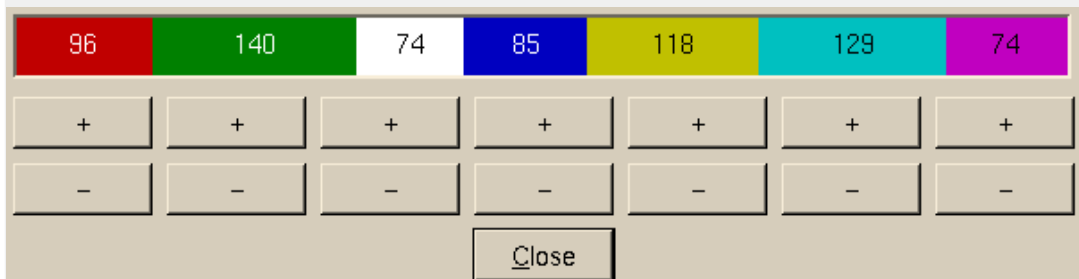 96 140 74 85 118 129 74
+ + + + + + +
– – – – – – –
Close